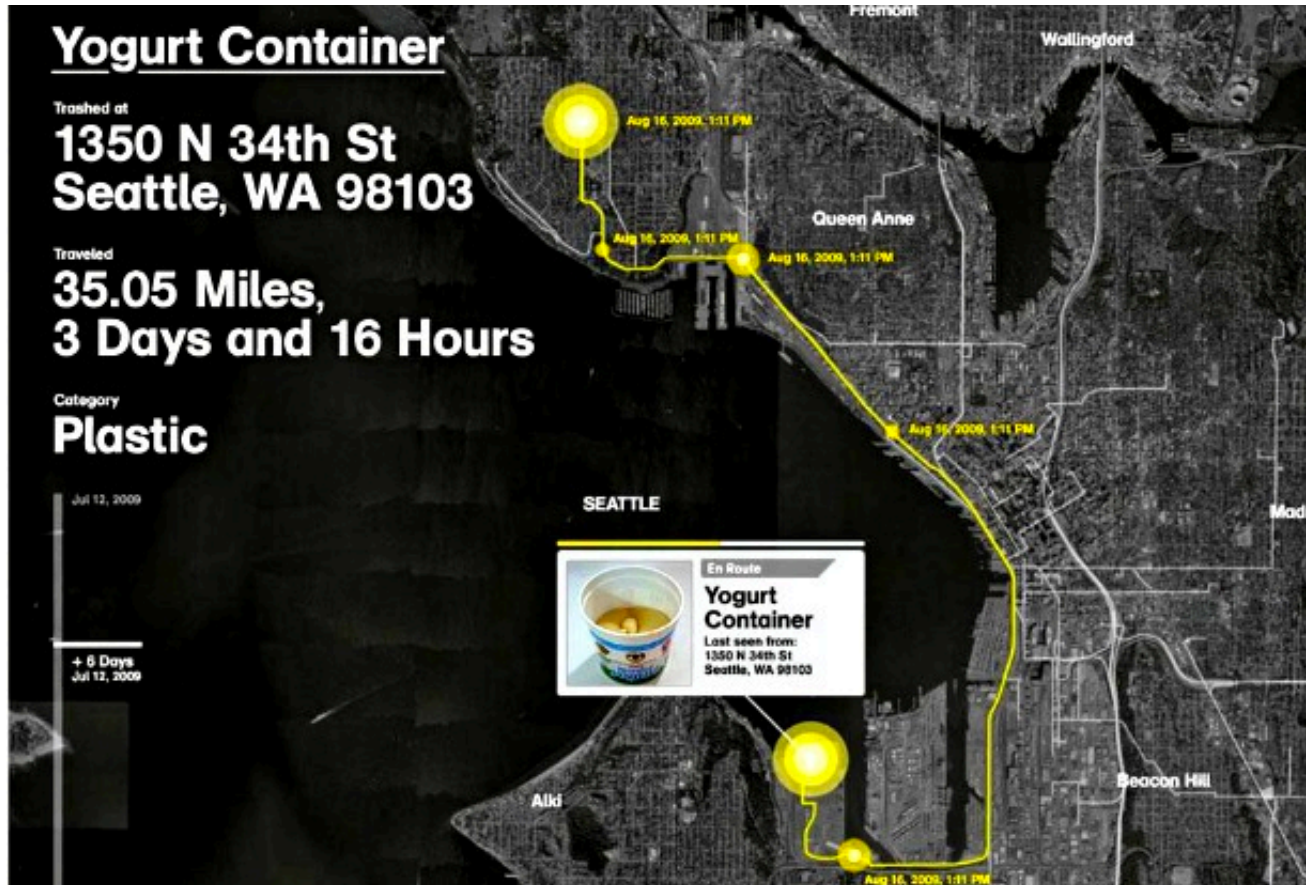 Yogurt Container
Trashed at
1350 N 34th St
Seattle, WA 98103
Traveled
35.05 Miles,
3 Days and 16 Hours
Category
Plastic
Jul 12, 2009
+ 6 Days
Jul 12, 2009
Fremont
Wallingford
Aug 16, 2009, 1:11 PM
Queen Anne
Aug 16, 2009, 1:11 PM
Aug 16, 2009, 1:11 PM
Aug 16, 2009, 1:11 PM
SEATTLE
Mad
En Route
Yogurt
Container
Last seen from:
1350 N 34th St
Seattle, WA 98103
Alki
Beacon Hill
Aug 16, 2009, 1:11 PM